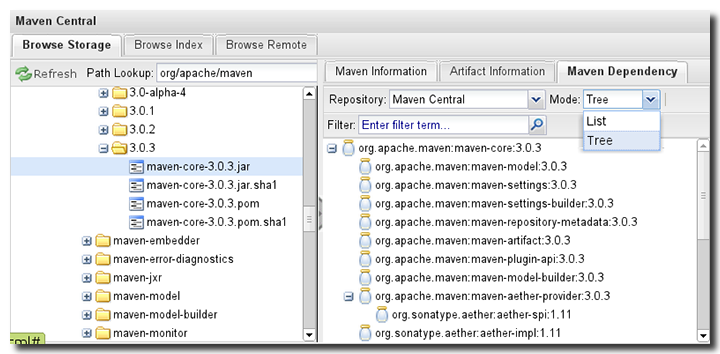 Maven Central
Browse Storage Browse Index Browse Remote
Refresh Path Lookup: org/apache/maven
3.0-alpha-4
3.0.1
3.0.2
3.0.3
maven-core-3.0.3.jar
maven-core-3.0.3.jar.sha1
maven-core-3.0.3.pom
maven-core-3.0.3.pom.sha1
maven-embedder
maven-error-diagnostics
maven-jxr
maven-model
maven-model-builder
maven-monitor
Maven Information Artifact Information Maven Dependency
Repository: Maven Central Mode: Tree
List
Tree
Filter: Enter filter term...
org.apache.maven:maven-core:3.0.3
org.apache.maven:maven-model:3.0.3
org.apache.maven:maven-settings:3.0.3
org.apache.maven:maven-settings-builder:3.0.3
org.apache.maven:maven-repository-metadata:3.0.3
org.apache.maven:maven-artifact:3.0.3
org.apache.maven:maven-plugin-api:3.0.3
org.apache.maven:maven-model-builder:3.0.3
org.apache.maven:maven-aether-provider:3.0.3
org.sonatype.aether:aether-spi:1.11
org.sonatype.aether:aether-impl:1.11